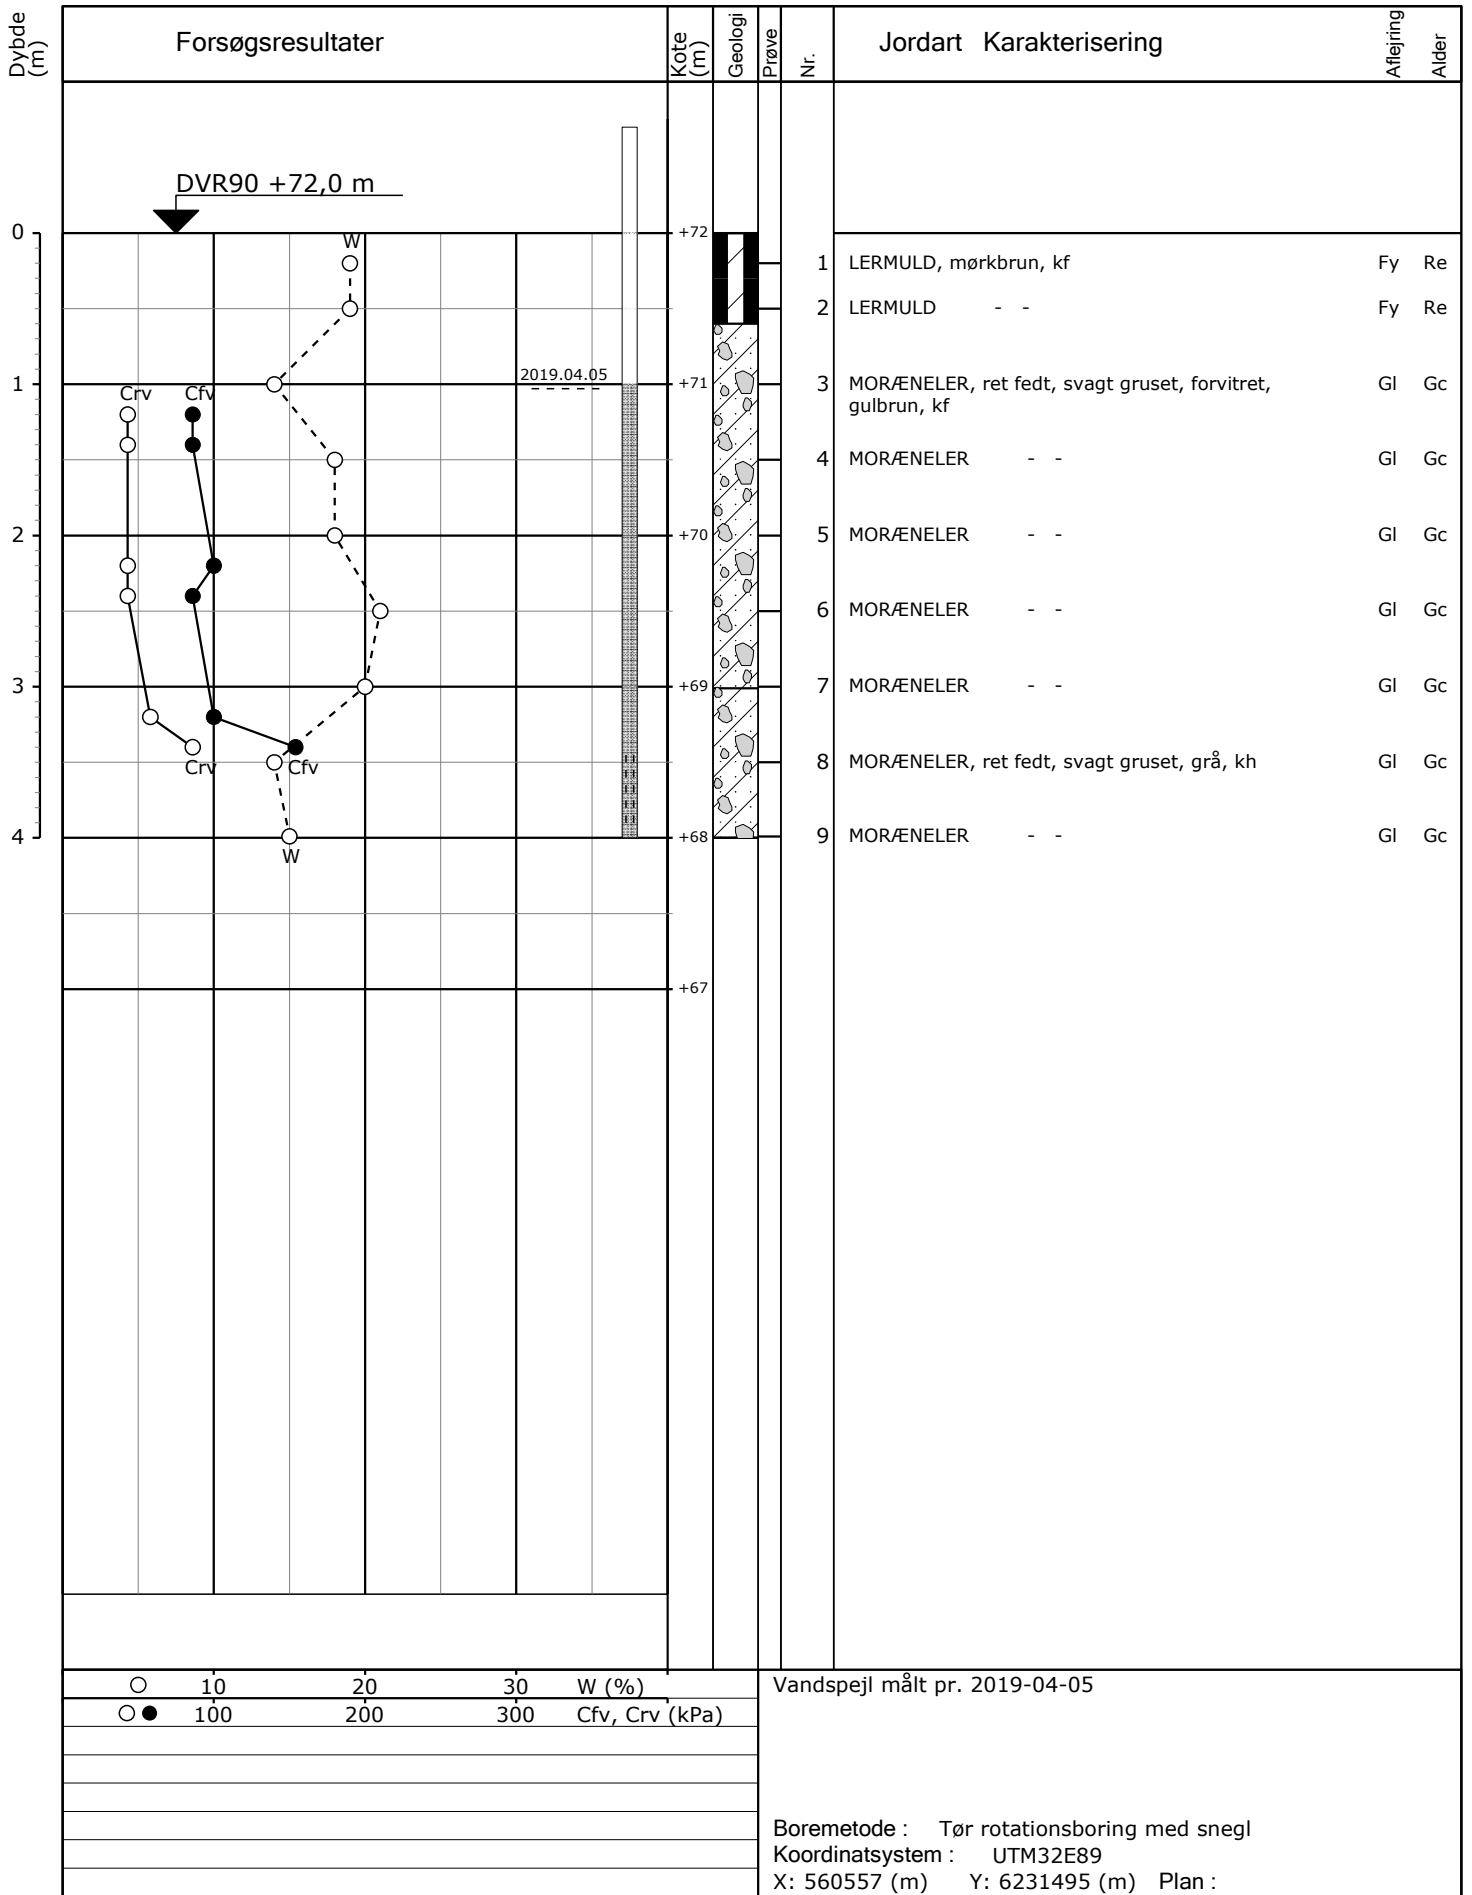 Dybde (m)
Forsøgsresultater
Kote (m)
Geologi
Prøve
Nr.
Jordart Karakterisering
Aflejring
Alder
DVR90 +72,0 m
0
W
+72
1 LERMULD, mørkbrun, kf Fy Re
2 LERMULD - - Fy Re
2019.04.05
1
+71
3 MORÆNELER, ret fedt, svagt gruset, forvitret, Gl Gc
gulbrun, kf
Crv Cfv
4 MORÆNELER - - Gl Gc
2
+70
5 MORÆNELER - - Gl Gc
6 MORÆNELER - - Gl Gc
3
+69
7 MORÆNELER - - Gl Gc
Crv Cfv
8 MORÆNELER, ret fedt, svagt gruset, grå, kh Gl Gc
4
+68
9 MORÆNELER - - Gl Gc
W
+67
10 20 30 W (%)
100 200 300 Cfv, Crv (kPa)
Vandspejl målt pr. 2019-04-05
Boremetode : Tør rotationsboring med snegl
Koordinatsystem : UTM32E89
X: 560557 (m) Y: 6231495 (m) Plan :